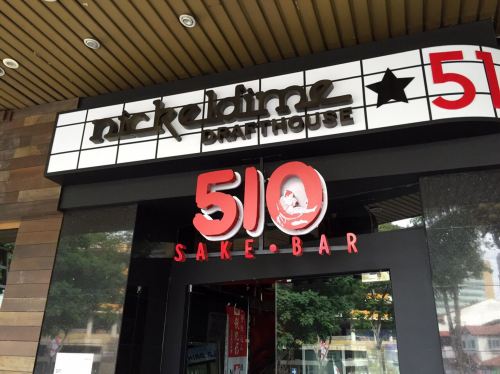 nickeldime
DRAFTHOUSE
51
510
SAKE • BAR